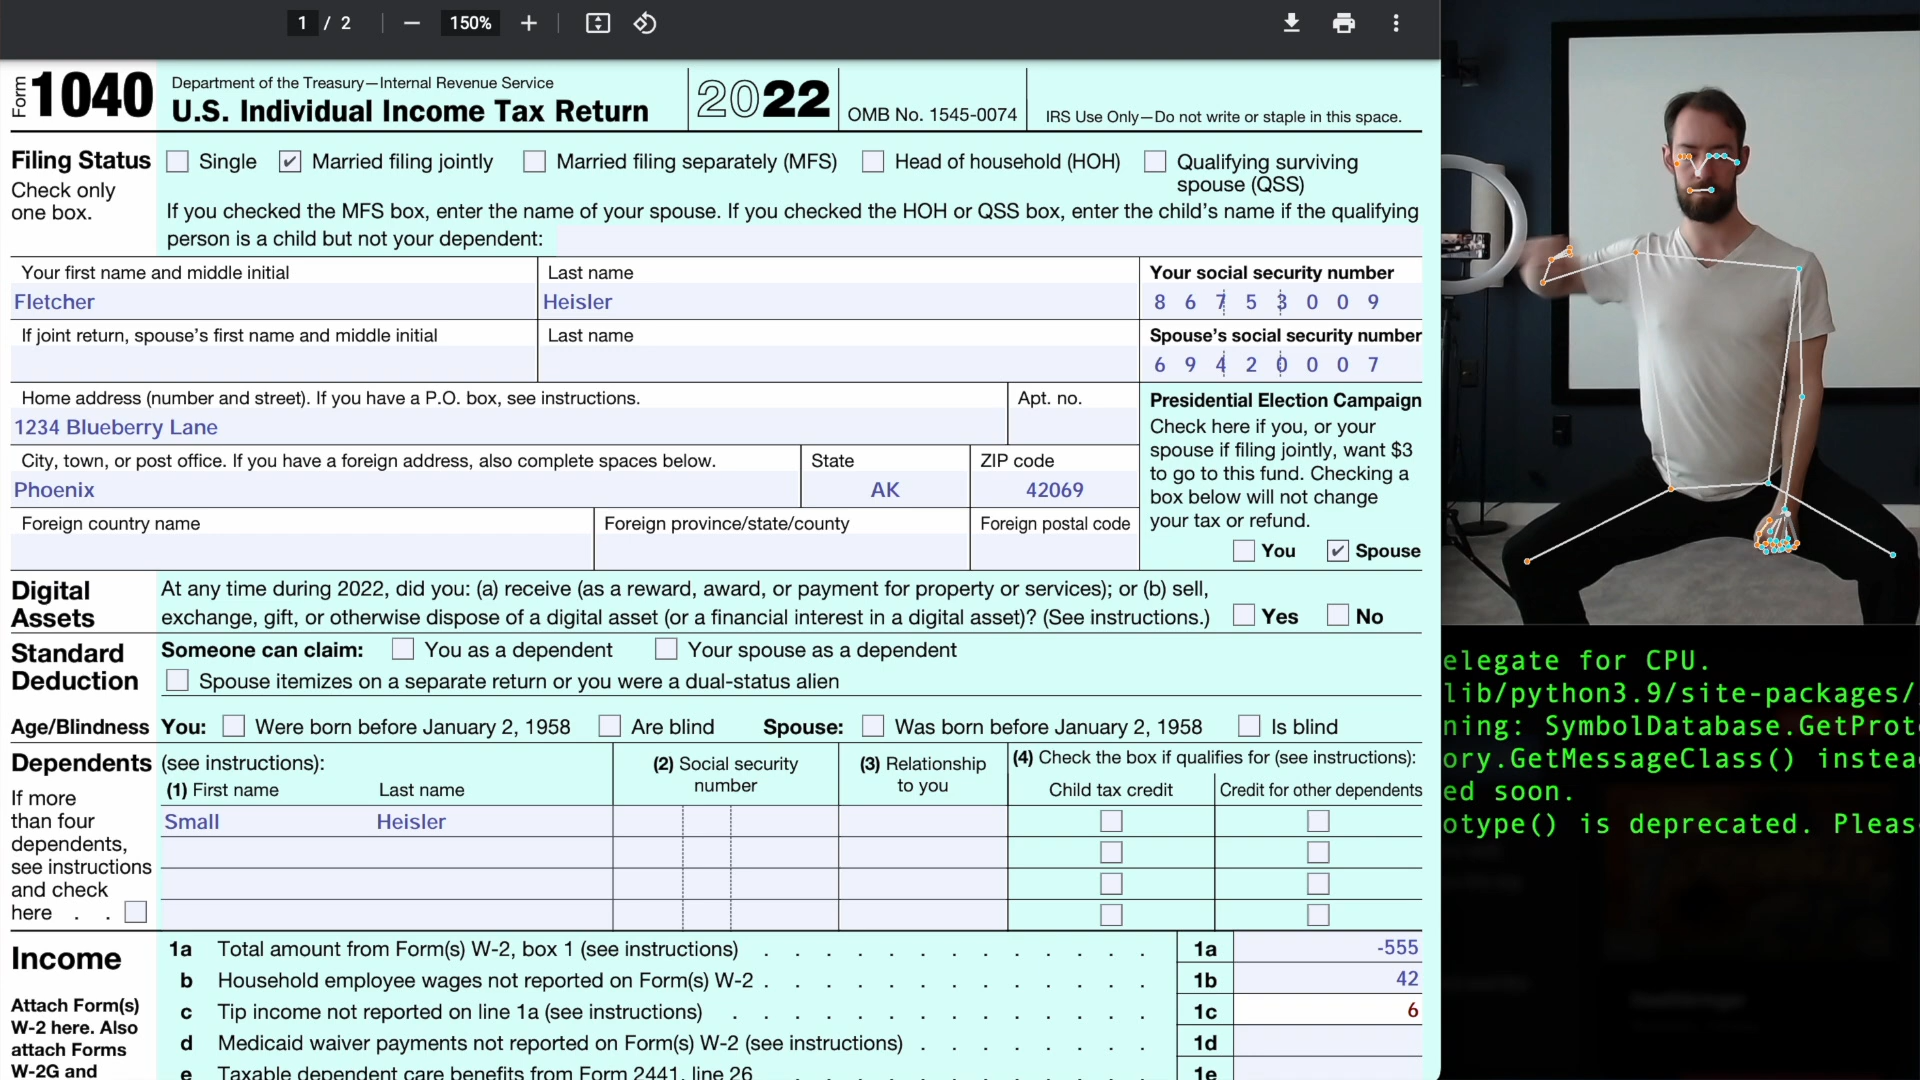 1 / 2 150%
Form 1040
Department of the Treasury—Internal Revenue Service
U.S. Individual Income Tax Return
2022
OMB No. 1545-0074
IRS Use Only—Do not write or staple in this space.
Filing Status
Check only
one box.
Single
✔ Married filing jointly
Married filing separately (MFS)
Head of household (HOH)
Qualifying surviving
spouse (QSS)
If you checked the MFS box, enter the name of your spouse. If you checked the HOH or QSS box, enter the child's name if the qualifying
person is a child but not your dependent:
Your first name and middle initial
Fletcher
Last name
Heisler
Your social security number
8 6 7 5 3 0 0 9
If joint return, spouse's first name and middle initial
Last name
Spouse's social security number
6 9 4 2 0 0 0 7
Home address (number and street). If you have a P.O. box, see instructions.
1234 Blueberry Lane
Apt. no.
City, town, or post office. If you have a foreign address, also complete spaces below.
Phoenix
State
AK
ZIP code
42069
Foreign country name
Foreign province/state/county
Foreign postal code
Presidential Election Campaign
Check here if you, or your
spouse if filing jointly, want $3
to go to this fund. Checking a
box below will not change
your tax or refund.
You ✔ Spouse
Digital
Assets
At any time during 2022, did you: (a) receive (as a reward, award, or payment for property or services); or (b) sell,
exchange, gift, or otherwise dispose of a digital asset (or a financial interest in a digital asset)? (See instructions.)
Yes No
Standard
Deduction
Someone can claim: You as a dependent Your spouse as a dependent
Spouse itemizes on a separate return or you were a dual-status alien
Age/Blindness You: Were born before January 2, 1958 Are blind Spouse: Was born before January 2, 1958 Is blind
Dependents (see instructions):
If more
than four
dependents,
see instructions
and check
here . .
(1) First name Last name
(2) Social security
number
(3) Relationship
to you
(4) Check the box if qualifies for (see instructions):
Child tax credit Credit for other dependents
Small Heisler
Income
Attach Form(s)
W-2 here. Also
attach Forms
W-2G and
1a Total amount from Form(s) W-2, box 1 (see instructions) . . . . . . . . . . . . . 1a -555
b Household employee wages not reported on Form(s) W-2 . . . . . . . . . . . . . 1b 42
c Tip income not reported on line 1a (see instructions) . . . . . . . . . . . . . . 1c 6
d Medicaid waiver payments not reported on Form(s) W-2 (see instructions) . . . . . . . . 1d
e Taxable dependent care benefits from Form 2441, line 26 1e
elegate for CPU.
lib/python3.9/site-packages/
ning: SymbolDatabase.GetProt
ory.GetMessageClass() instea
ed soon.
otype() is deprecated. Pleas